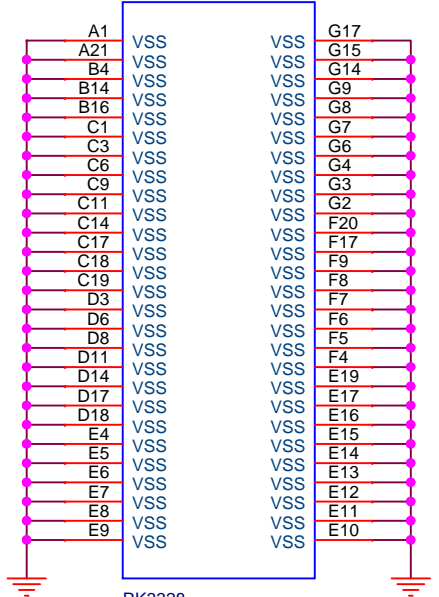 A1 VSS VSS G17
A21 VSS VSS G15
B4 VSS VSS G14
B14 VSS VSS G9
B16 VSS VSS G8
C1 VSS VSS G7
C3 VSS VSS G6
C6 VSS VSS G4
C9 VSS VSS G3
C11 VSS VSS G2
C14 VSS VSS F20
C17 VSS VSS F17
C18 VSS VSS F9
C19 VSS VSS F8
D3 VSS VSS F7
D6 VSS VSS F6
D8 VSS VSS F5
D11 VSS VSS F4
D14 VSS VSS E19
D17 VSS VSS E17
D18 VSS VSS E16
E4 VSS VSS E15
E5 VSS VSS E14
E6 VSS VSS E13
E7 VSS VSS E12
E8 VSS VSS E11
E9 VSS VSS E10